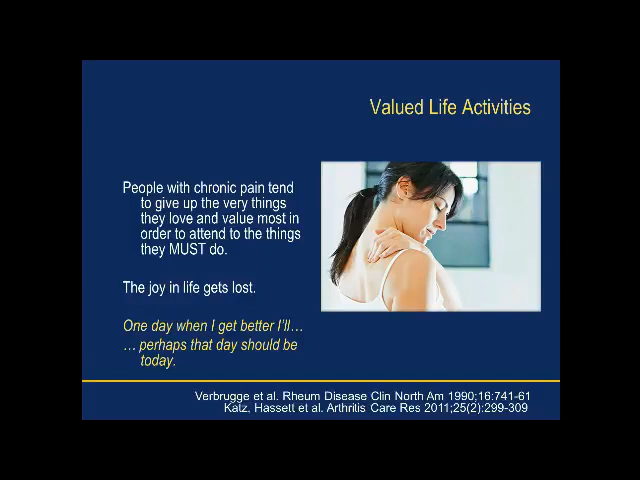 Valued Life Activities
People with chronic pain tend
to give up the very things
they love and value most in
order to attend to the things
they MUST do.
The joy in life gets lost.
One day when I get better I'll…
… perhaps that day should be
today.
Verbrugge et al. Rheum Disease Clin North Am 1990;16:741-61
Katz, Hassett et al. Arthritis Care Res 2011;25(2):299-309